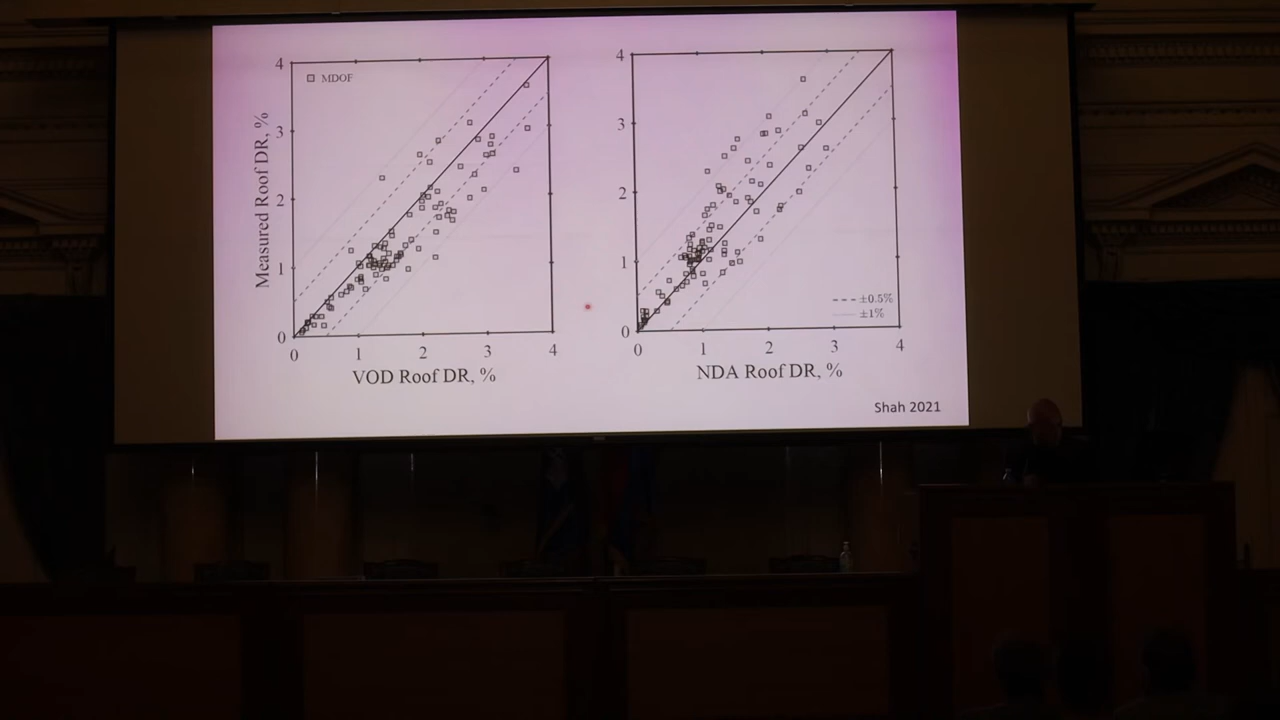 4
MDOF
3
2
1
0
Measured Roof DR, %
0 1 2 3 4
VOD Roof DR, %
4
3
2
1
0
±0.5%
±1%
0 1 2 3 4
NDA Roof DR, %
Shah 2021